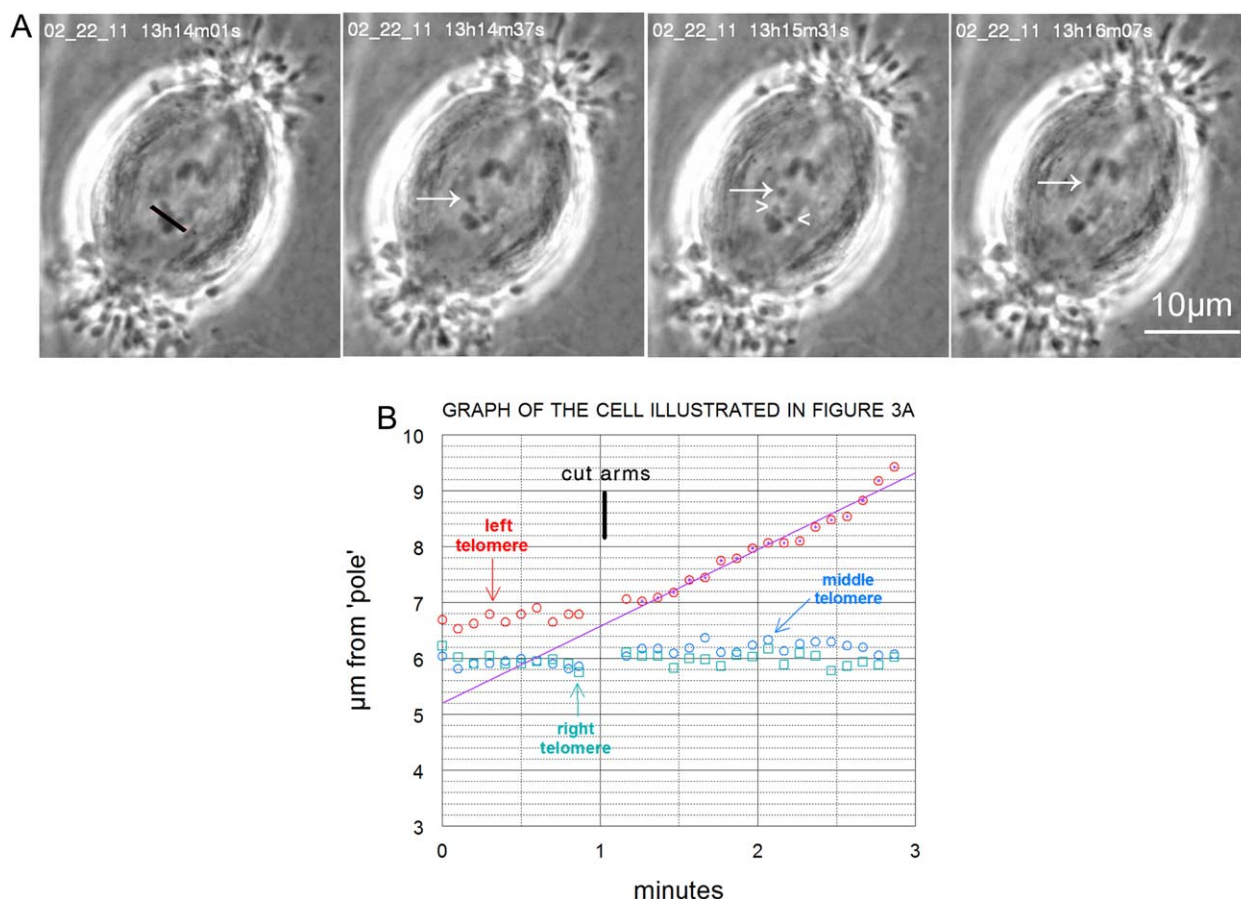 A
02_22_11 13h14m01s
02_22_11 13h14m37s
02_22_11 13h15m31s
02_22_11 13h16m07s
> <
10µm
B
GRAPH OF THE CELL ILLUSTRATED IN FIGURE 3A
µm from 'pole'
10
9
8
7
6
5
4
3
cut arms
left
telomere
middle
telomere
right
telomere
0 1 2 3
minutes